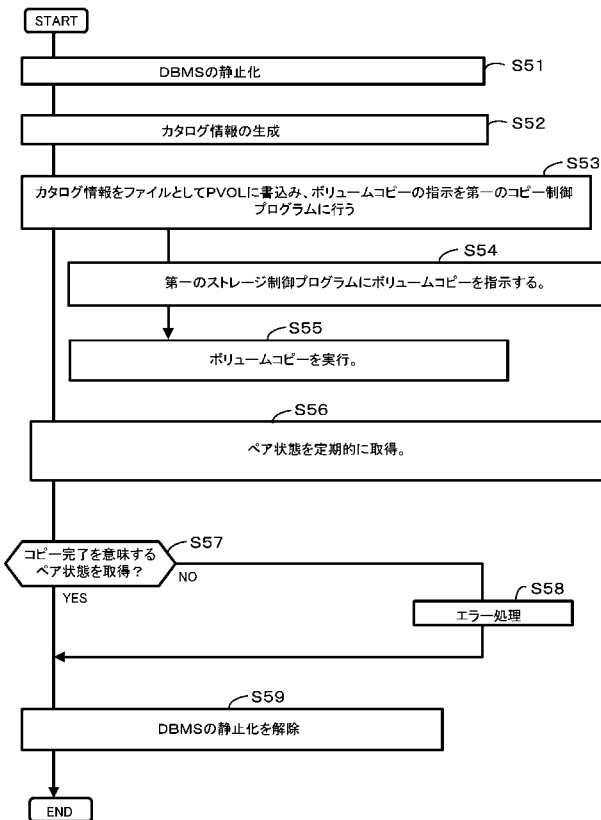 START
S51
DBMSの静止化
S52
カタログ情報の生成
S53
カタログ情報をファイルとしてPVOLに書込み、ボリュームコピーの指示を第一のコピー制御
プログラムに行う
S54
第一のストレージ制御プログラムにボリュームコピーを指示する。
S55
ボリュームコピーを実行。
S56
ペア状態を定期的に取得。
S57
コピー完了を意味する
ペア状態を取得？
NO
YES
S58
エラー処理
S59
DBMSの静止化を解除
END